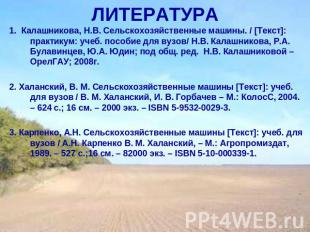 ЛИТЕРАТУРА
1. Калашникова, Н.В. Сельскохозяйственные машины. / [Текст]:
практикум: учеб. пособие для вузов/ Н.В. Калашникова, Р.А.
Булавинцев, Ю.А. Юдин; под общ. ред. Н.В. Калашниковой –
ОрелГАУ; 2008г.
2. Халанский, В. М. Сельскохозяйственные машины [Текст]: учеб.
для вузов / В. М. Халанский, И. В. Горбачев – М.: КолосС, 2004.
– 624 с.; 16 см. – 2000 экз. – ISBN 5-9532-0029-3.
3. Карпенко, А.Н. Сельскохозяйственные машины [Текст]: учеб. для
вузов / А.Н. Карпенко В. М. Халанский, – М.: Агропромиздат,
1989. – 527 с.;16 см. – 82000 экз. – ISBN 5-10-000339-1.
PPt4WEB.ru